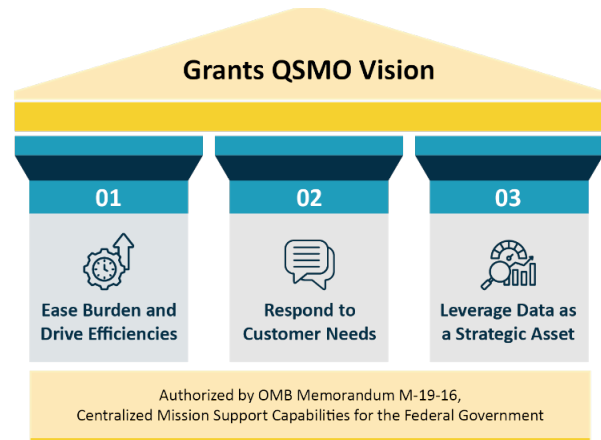 Grants QSMO Vision
01
02
03
Ease Burden and
Drive Efficiencies
Respond to
Customer Needs
Leverage Data as
a Strategic Asset
Authorized by OMB Memorandum M-19-16,
Centralized Mission Support Capabilities for the Federal Government